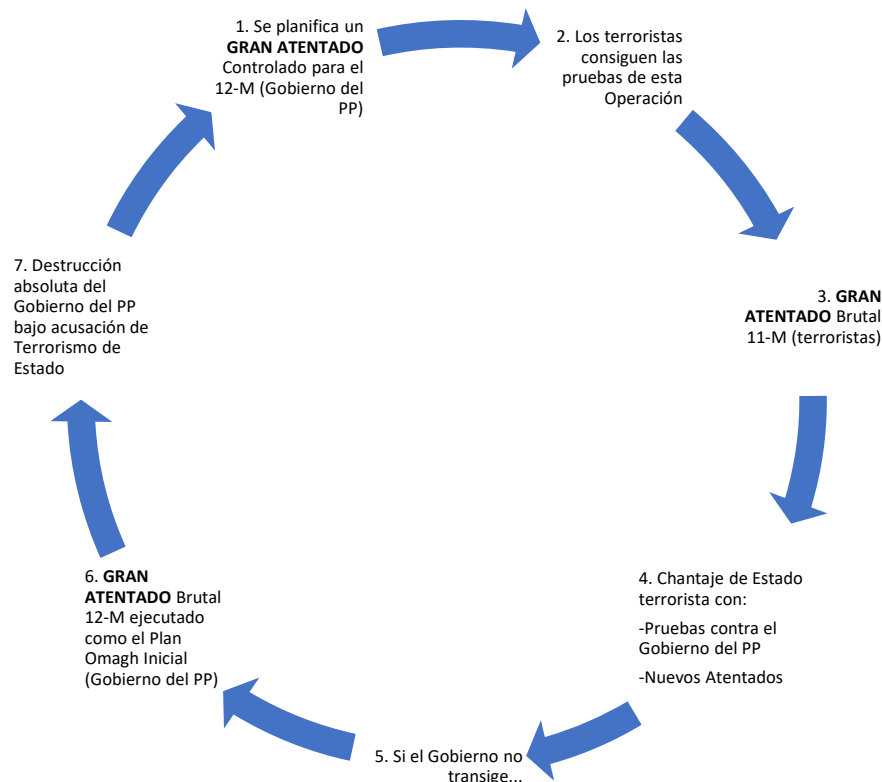 1. Se planifica un
GRAN ATENTADO
Controlado para el
12-M (Gobierno del
PP)
2. Los terroristas
consiguen las
pruebas de esta
Operación
3. GRAN
ATENTADO Brutal
11-M (terroristas)
4. Chantaje de Estado
terrorista con:
-Pruebas contra el
Gobierno del PP
-Nuevos Atentados
5. Si el Gobierno no
transige...
6. GRAN
ATENTADO Brutal
12-M ejecutado
como el Plan
Omagh Inicial
(Gobierno del PP)
7. Destrucción
absoluta del
Gobierno del PP
bajo acusación de
Terrorismo de
Estado